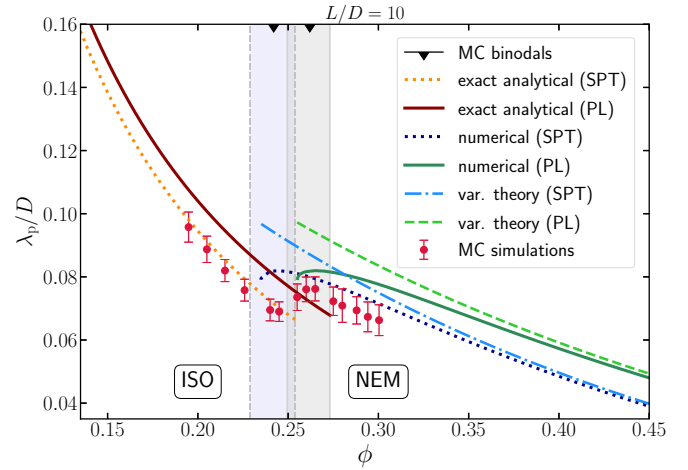 L/D = 10
0.16
0.14
0.12
0.10
0.08
0.06
0.04
λp/D
MC binodals
exact analytical (SPT)
exact analytical (PL)
numerical (SPT)
numerical (PL)
var. theory (SPT)
var. theory (PL)
MC simulations
ISO
NEM
0.15 0.20 0.25 0.30 0.35 0.40 0.45
ϕ